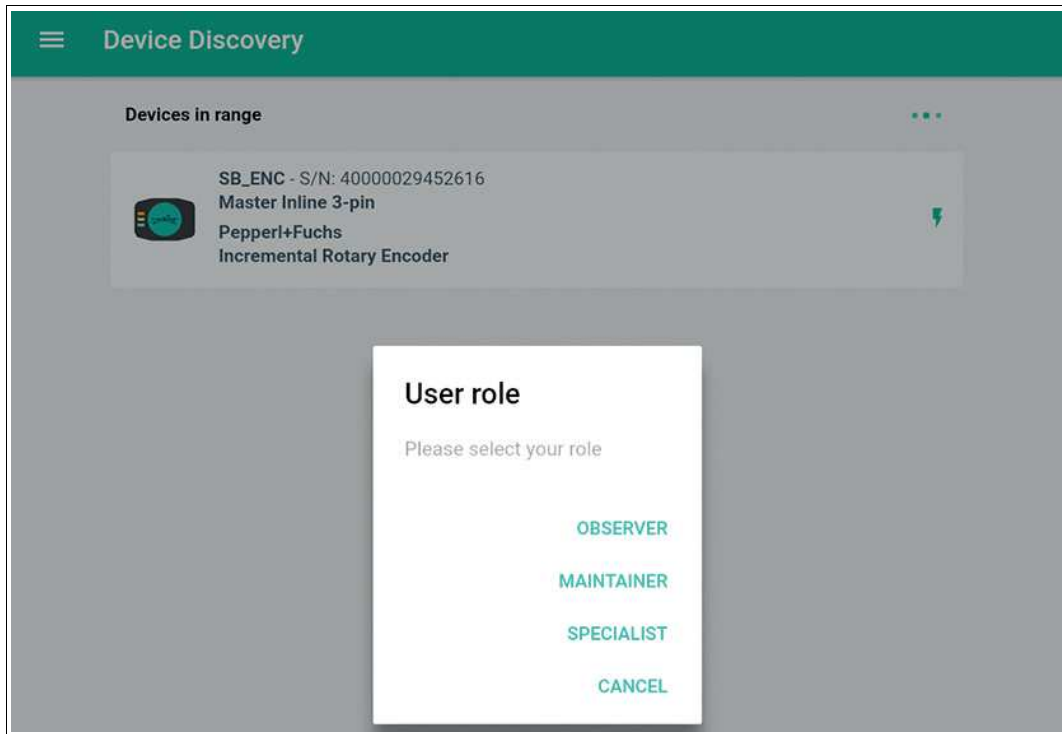 Device Discovery
Devices in range
SB_ENC - S/N: 40000029452616
Master Inline 3-pin
Pepperl+Fuchs
Incremental Rotary Encoder
User role
Please select your role
OBSERVER
MAINTAINER
SPECIALIST
CANCEL